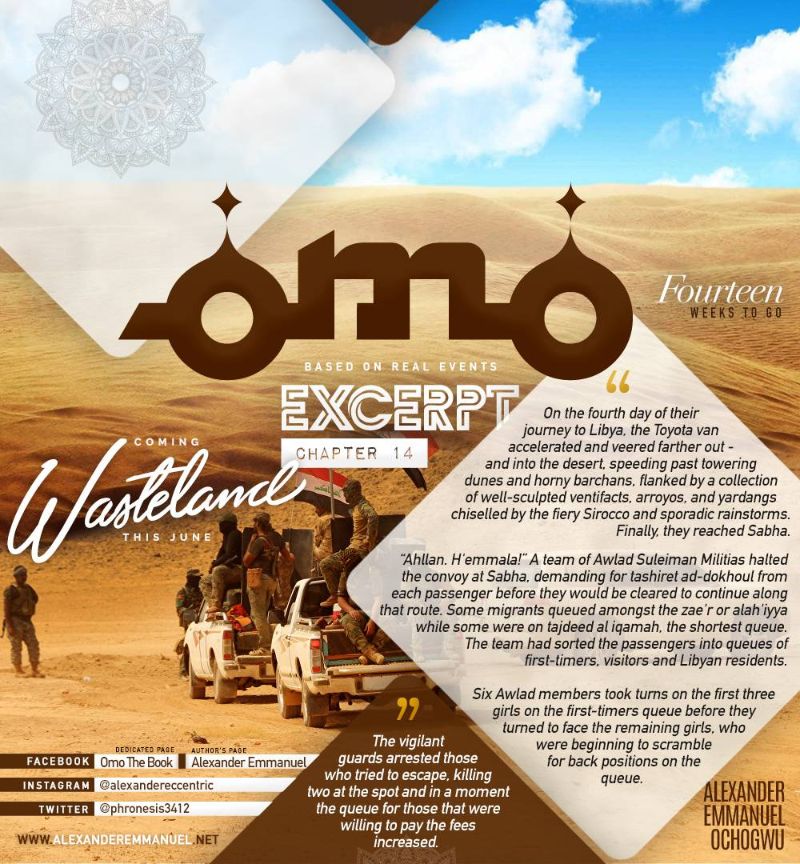 ömö
BASED ON REAL EVENTS
Fourteen
WEEKS TO GO
EXCERPT
CHAPTER 14
COMING
Wasteland
THIS JUNE
“
On the fourth day of their
journey to Libya, the Toyota van
accelerated and veered farther out -
and into the desert, speeding past towering
dunes and horny barchans, flanked by a collection
of well-sculpted ventifacts, arroyos, and yardangs
chiselled by the fiery Sirocco and sporadic rainstorms.
Finally, they reached Sabha.
“Ahllan. H'emmala!” A team of Awlad Suleiman Militias halted
the convoy at Sabha, demanding for tashiret ad-dokhoul from
each passenger before they would be cleared to continue along
that route. Some migrants queued amongst the zae'r or alah'iyya
while some were on tajdeed al iqamah, the shortest queue.
The team had sorted the passengers into queues of
first-timers, visitors and Libyan residents.
Six Awlad members took turns on the first three
girls on the first-timers queue before they
turned to face the remaining girls, who
were beginning to scramble
for back positions on the
queue.
”
The vigilant
guards arrested those
who tried to escape, killing
two at the spot and in a moment
the queue for those that were
willing to pay the fees
increased.
DEDICATED PAGE AUTHOR'S PAGE
FACEBOOK Omo The Book Alexander Emmanuel
INSTAGRAM @alexandereccentric
TWITTER @phronesis3412
WWW.ALEXANDEREMMANUEL.NET
ALEXANDER
EMMANUEL
OCHOGWU